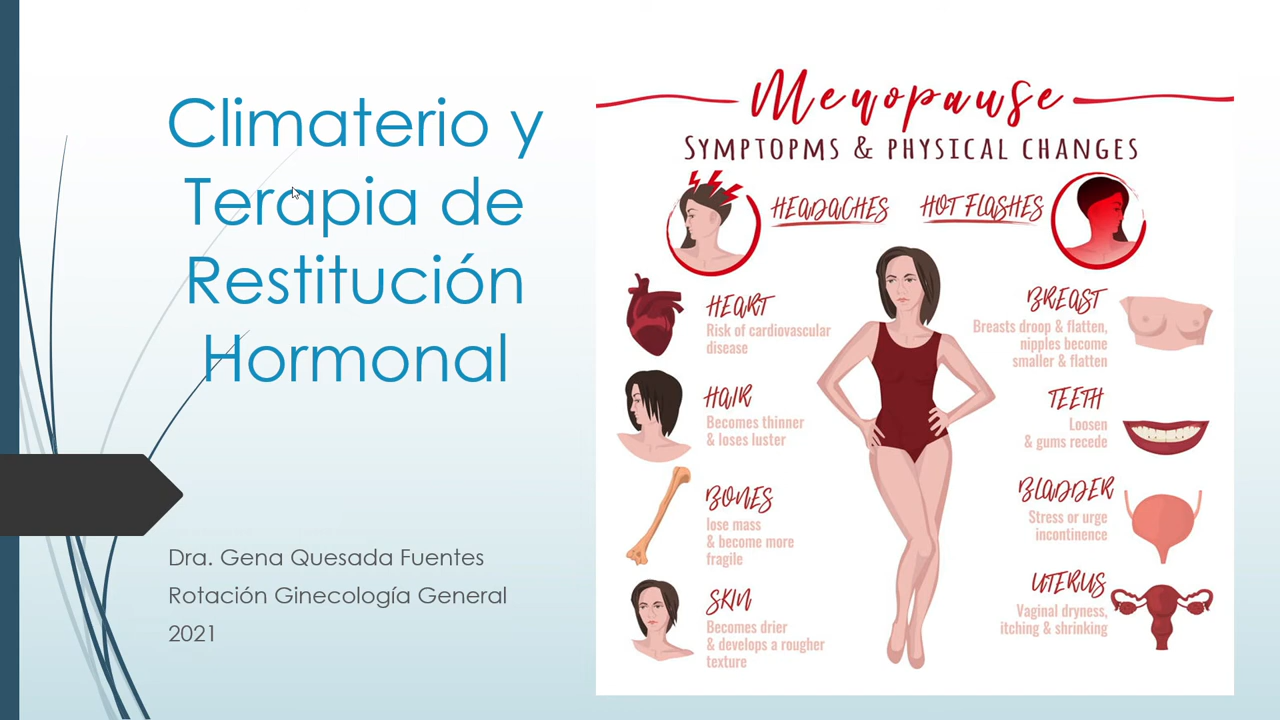 Climaterio y
Terapia de
Restitución
Hormonal
Dra. Gena Quesada Fuentes
Rotación Ginecología General
2021
Menopause
SYMPTOPMS & PHYSICAL CHANGES
HEADACHES
HOT FLASHES
HEART
Risk of cardiovascular
disease
HAIR
Becomes thinner
& loses luster
BONES
lose mass
& become more
fragile
SKIN
Becomes drier
& develops a rougher
texture
BREAST
Breasts droop & flatten,
nipples become
smaller & flatten
TEETH
Loosen
& gums recede
BLADDER
Stress or urge
incontinence
UTERUS
Vaginal dryness,
itching & shrinking